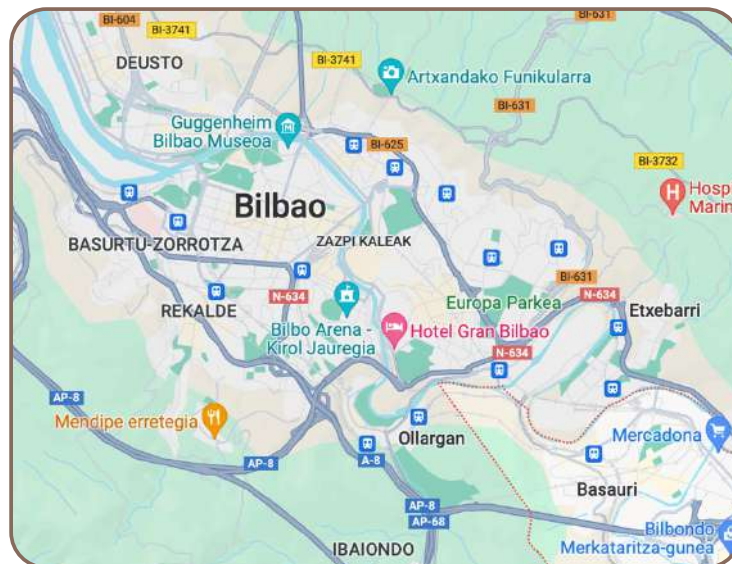 BI-604
BI-3741
BI-631
DEUSTO
BI-3741
Artxandako Funikularra
BI-631
Guggenheim
Bilbao Museoa
BI-625
BI-3732
Hosp
Marin
Bilbao
BASURTU-ZORROTZA
ZAZPI KALEAK
BI-631
N-634
N-634
Europa Parkea
Etxebarri
REKALDE
Bilbo Arena -
Kirol Jauregia
Hotel Gran Bilbao
N-634
AP-8
Mendipe erretegia
Ollargan
Mercadona
AP-8
A-8
Basauri
AP-8
AP-68
Bilbondo
Merkataritza-gunea
IBAIONDO